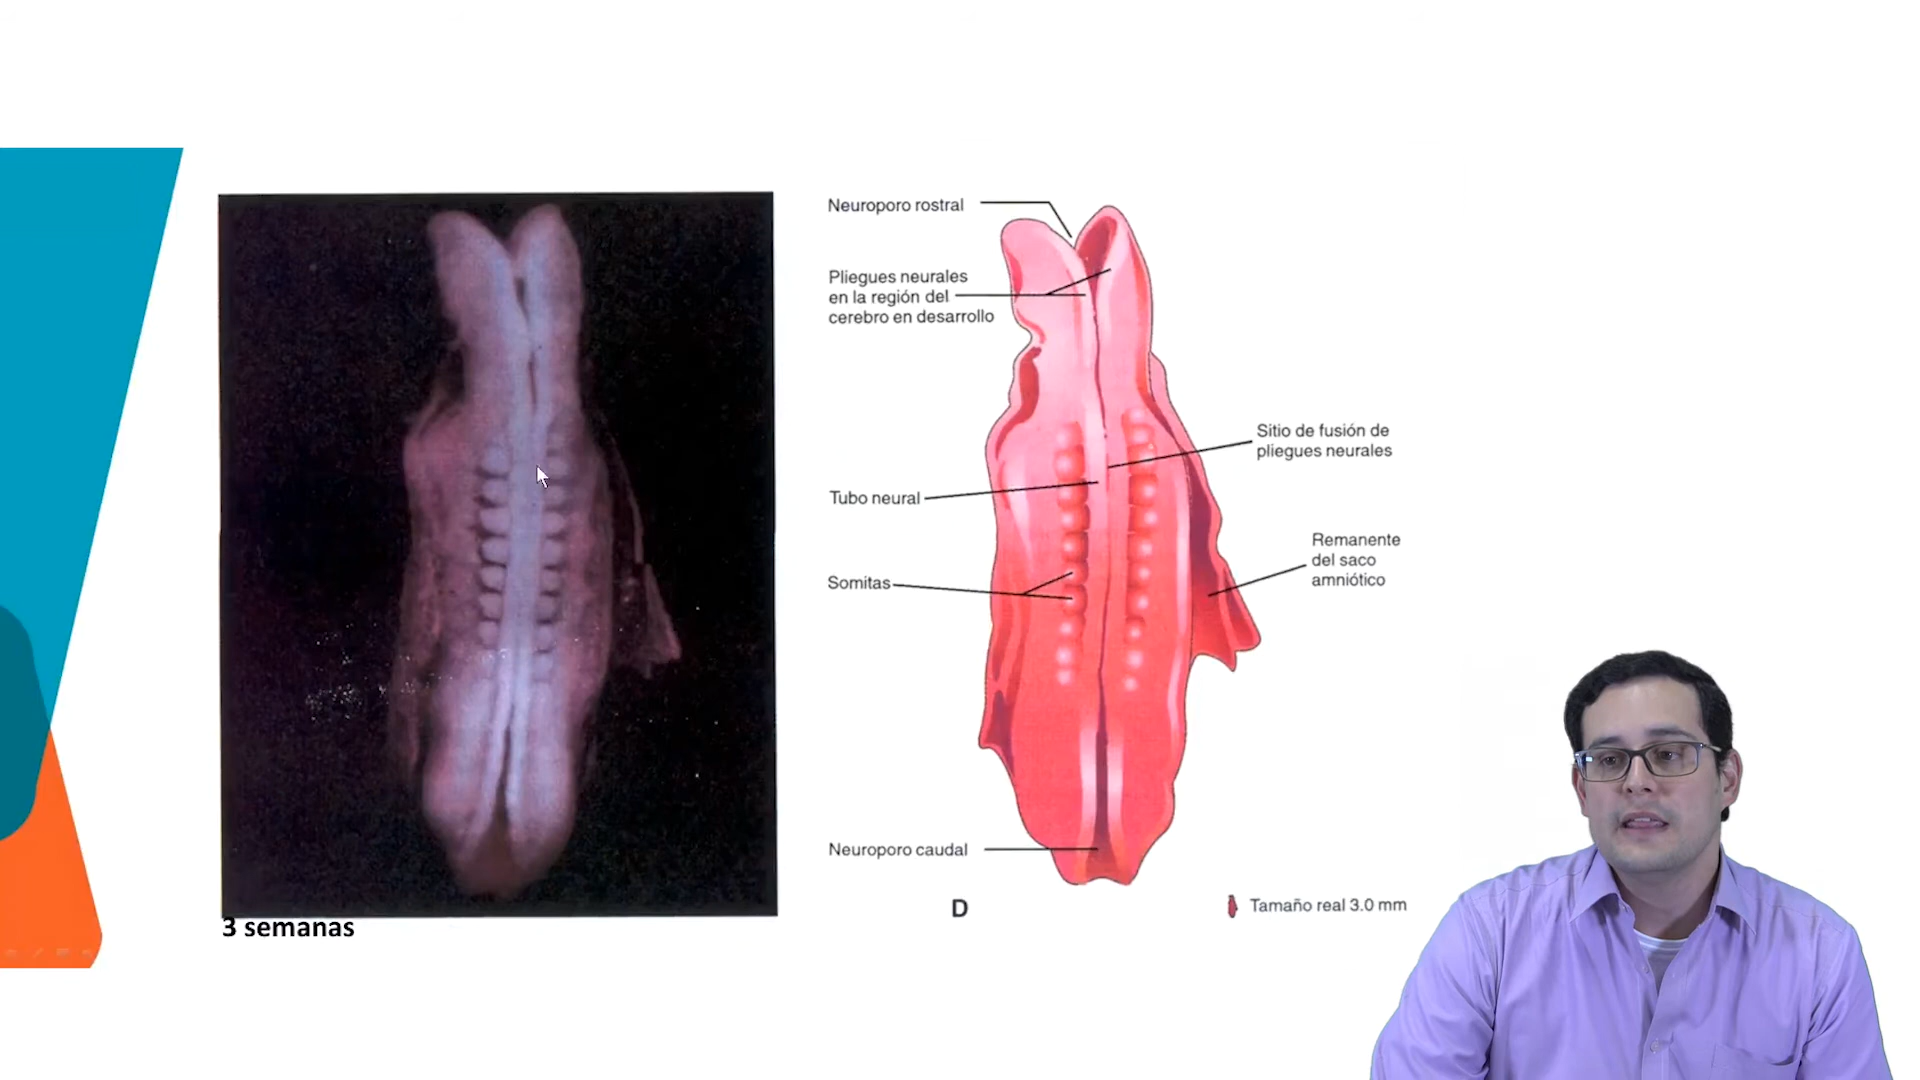 Neuroporo rostral
Pliegues neurales
en la región del
cerebro en desarrollo
Sitio de fusión de
pliegues neurales
Tubo neural
Remanente
del saco
amniótico
Somitas
Neuroporo caudal
D
Tamaño real 3.0 mm
3 semanas